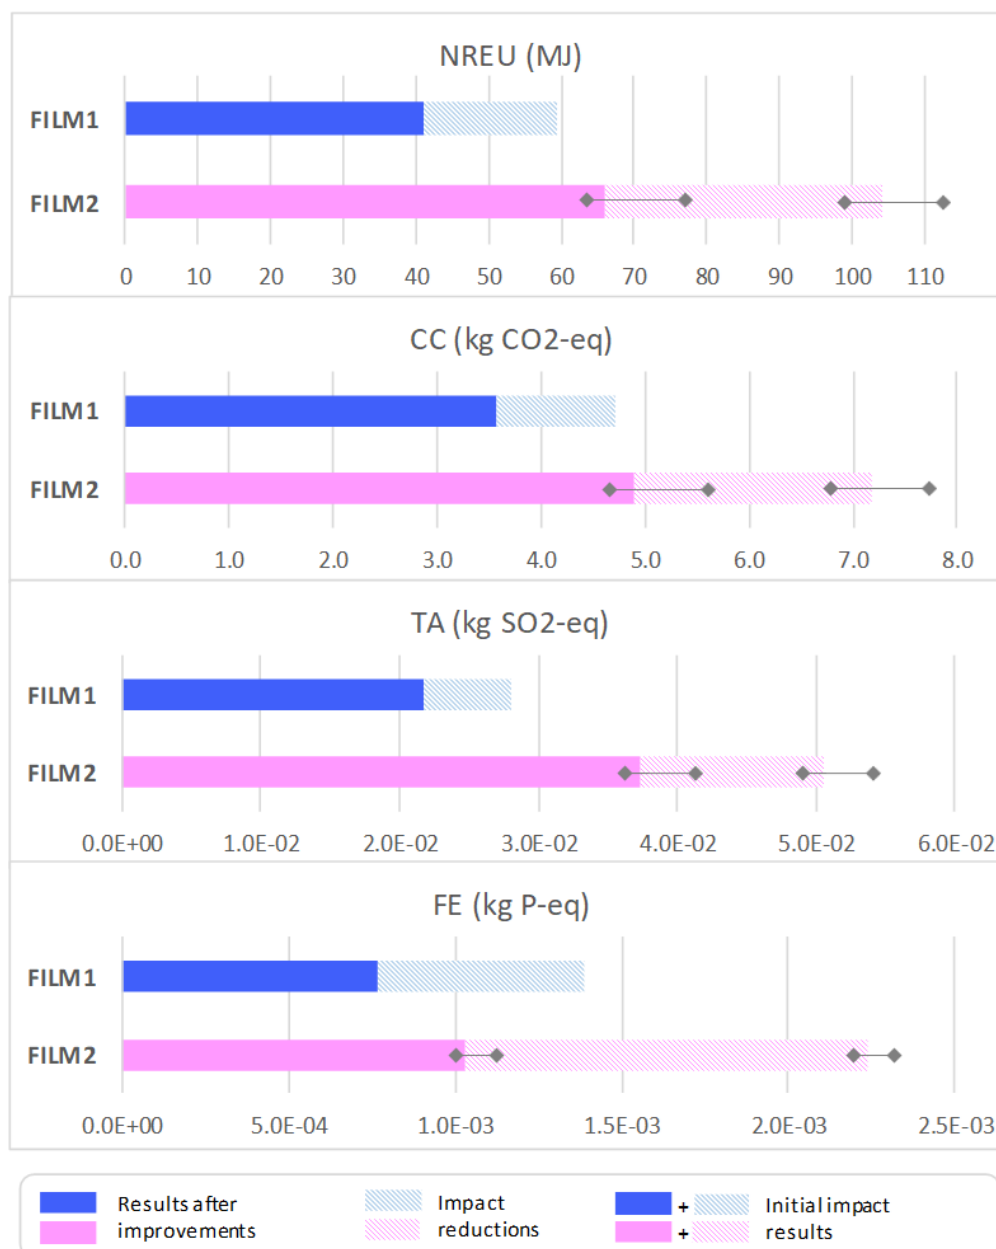 NREU (MJ)
FILM1
FILM2
0 10 20 30 40 50 60 70 80 90 100 110
CC (kg CO2-eq)
FILM1
FILM2
0.0 1.0 2.0 3.0 4.0 5.0 6.0 7.0 8.0
TA (kg SO2-eq)
FILM1
FILM2
0.0E+00 1.0E-02 2.0E-02 3.0E-02 4.0E-02 5.0E-02 6.0E-02
FE (kg P-eq)
FILM1
FILM2
0.0E+00 5.0E-04 1.0E-03 1.5E-03 2.0E-03 2.5E-03
Results after Impact + Initial impact
improvements reductions + results